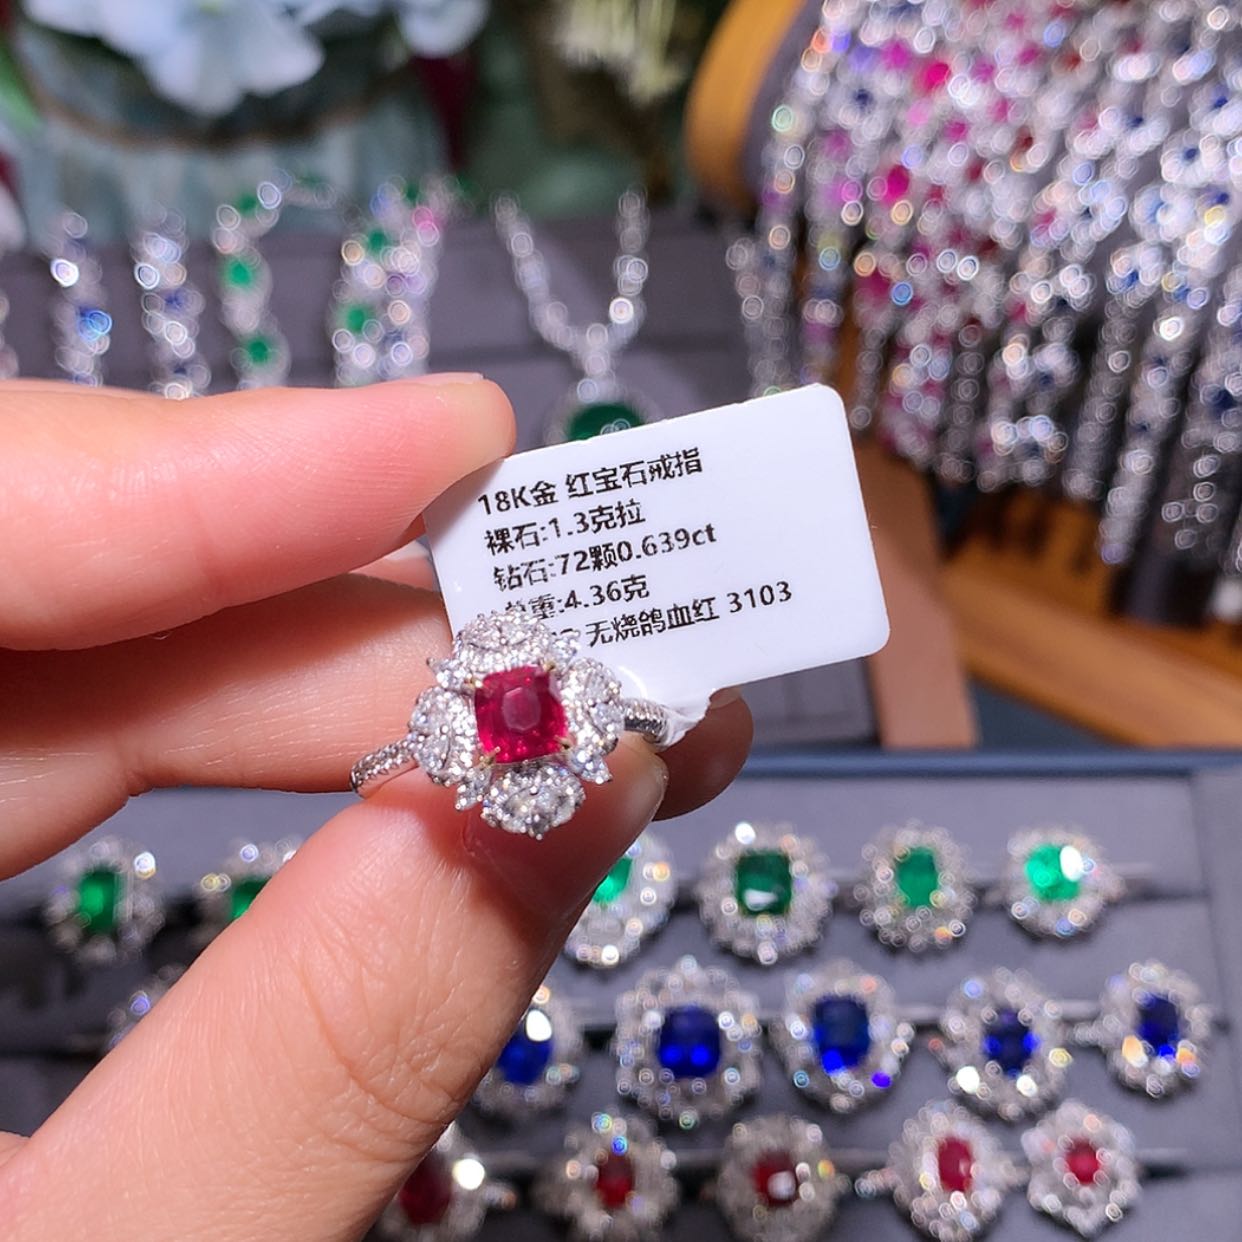 18K金 红宝石戒指
裸石:1.3克拉
钻石:72颗0.639ct
总重:4.36克
无烧鸽血红 3103